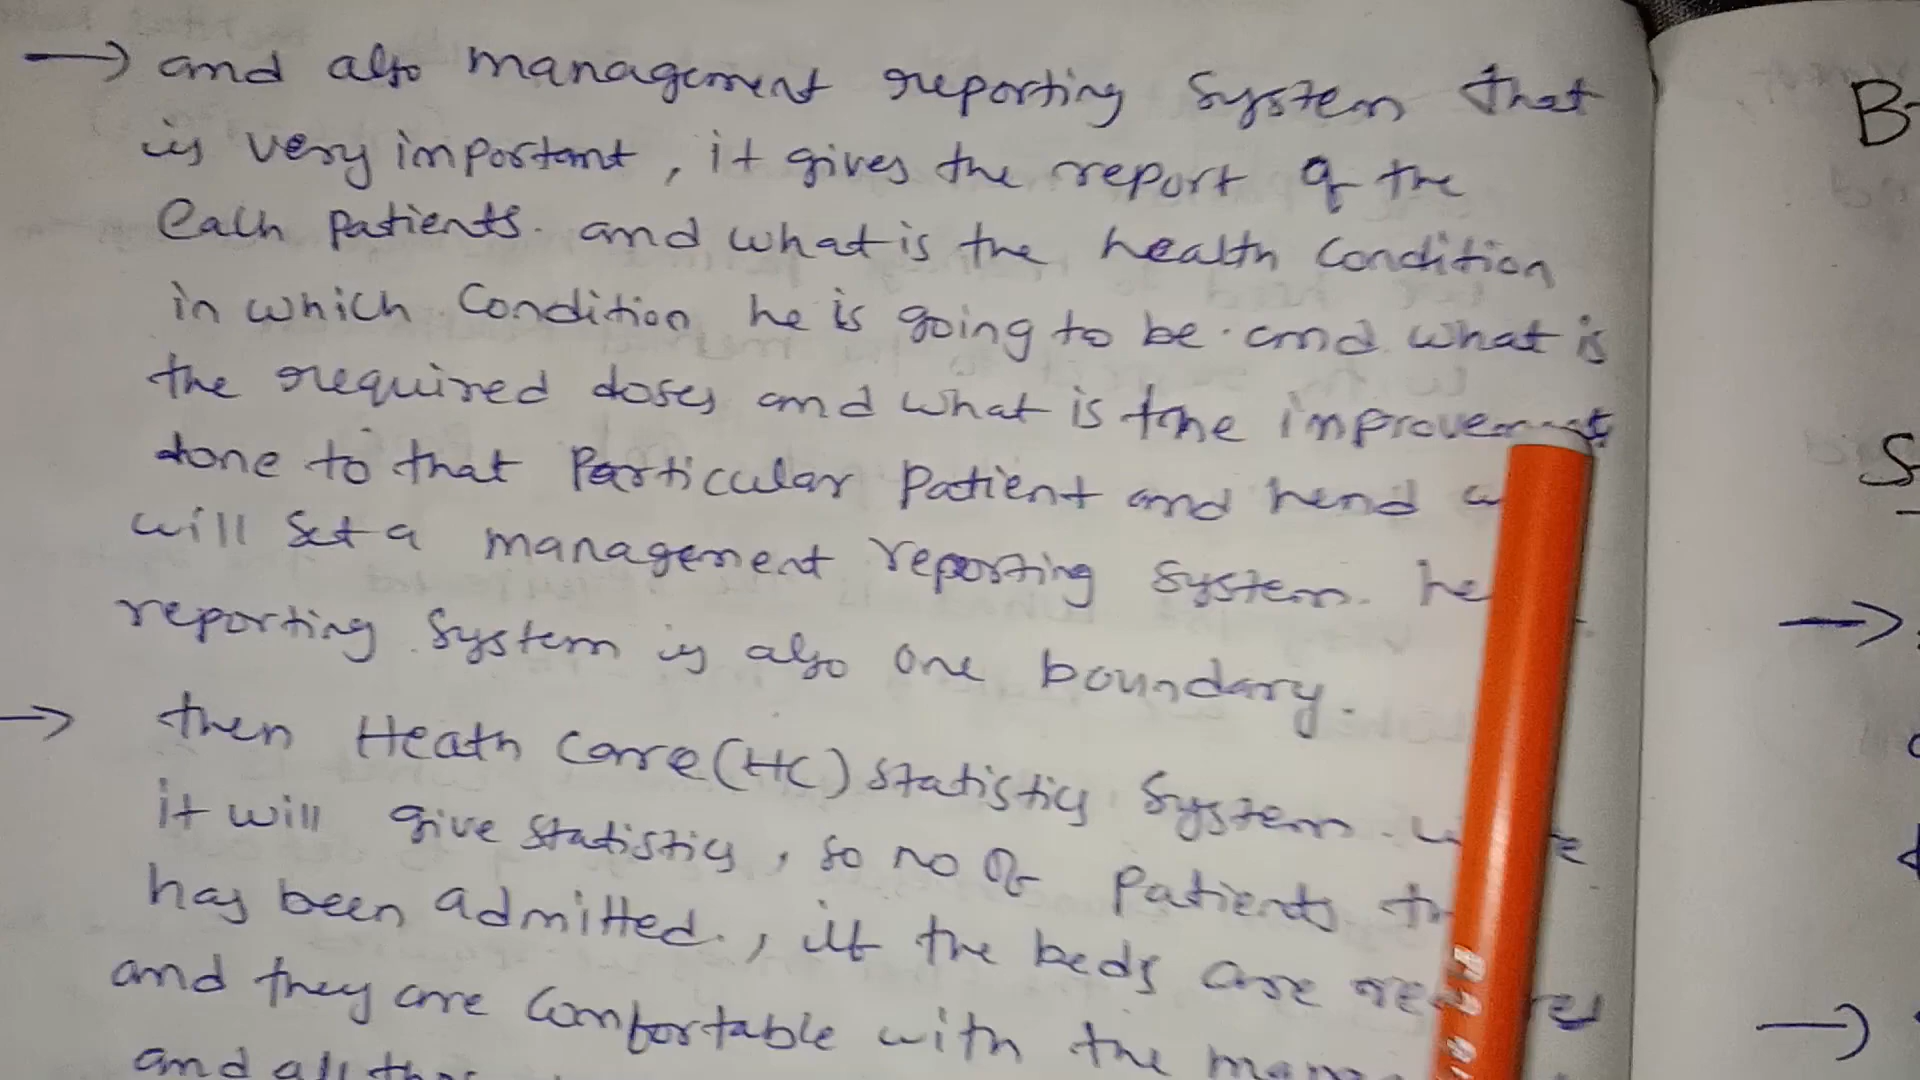 → and also management reporting System that
is very important, it gives the report of the
Each patients. and what is the health Condition
in which Condition he is going to be. and what is
the required doses and what is the improvement
done to that Particular Patient and hend
will set a management reporting System.
reporting System is also one boundary.
→ then Heath Care (HC) Statistics System.
it will give statistics, so no of Patients
has been admitted., if the beds are
and they are Comfortable with the
and all
B
S
→
→